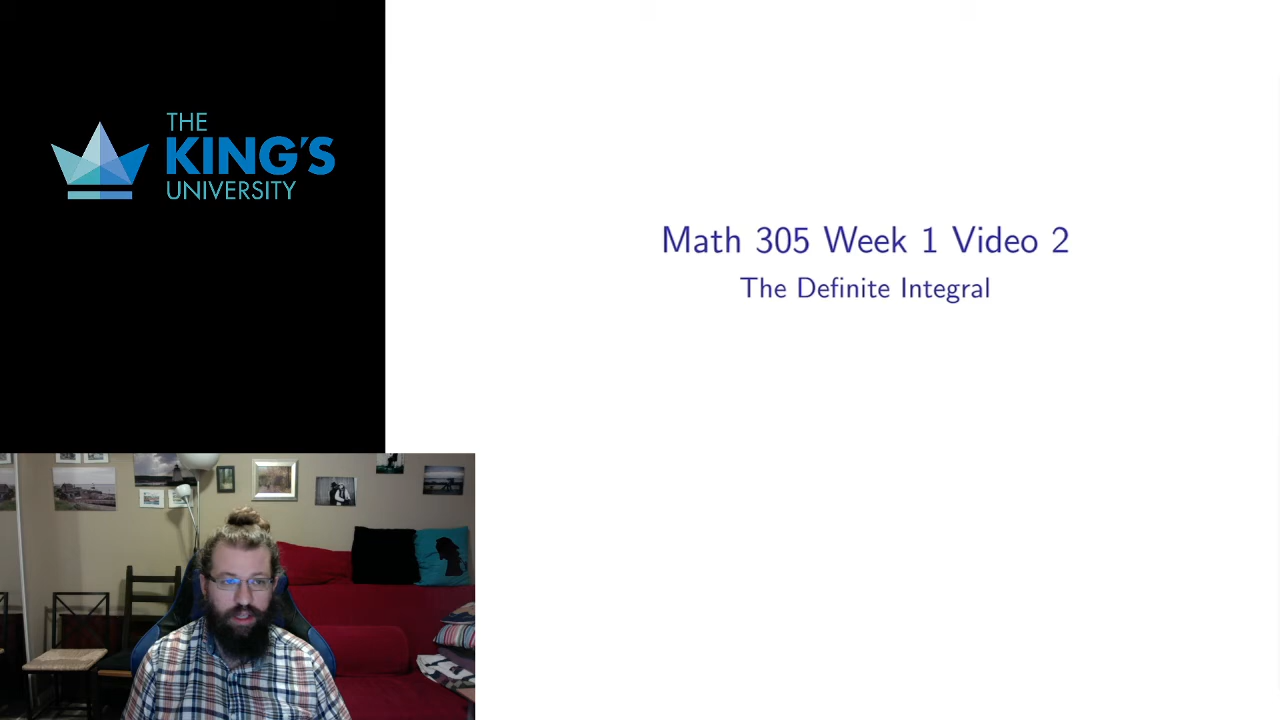 THE
KING'S
UNIVERSITY
Math 305 Week 1 Video 2
The Definite Integral